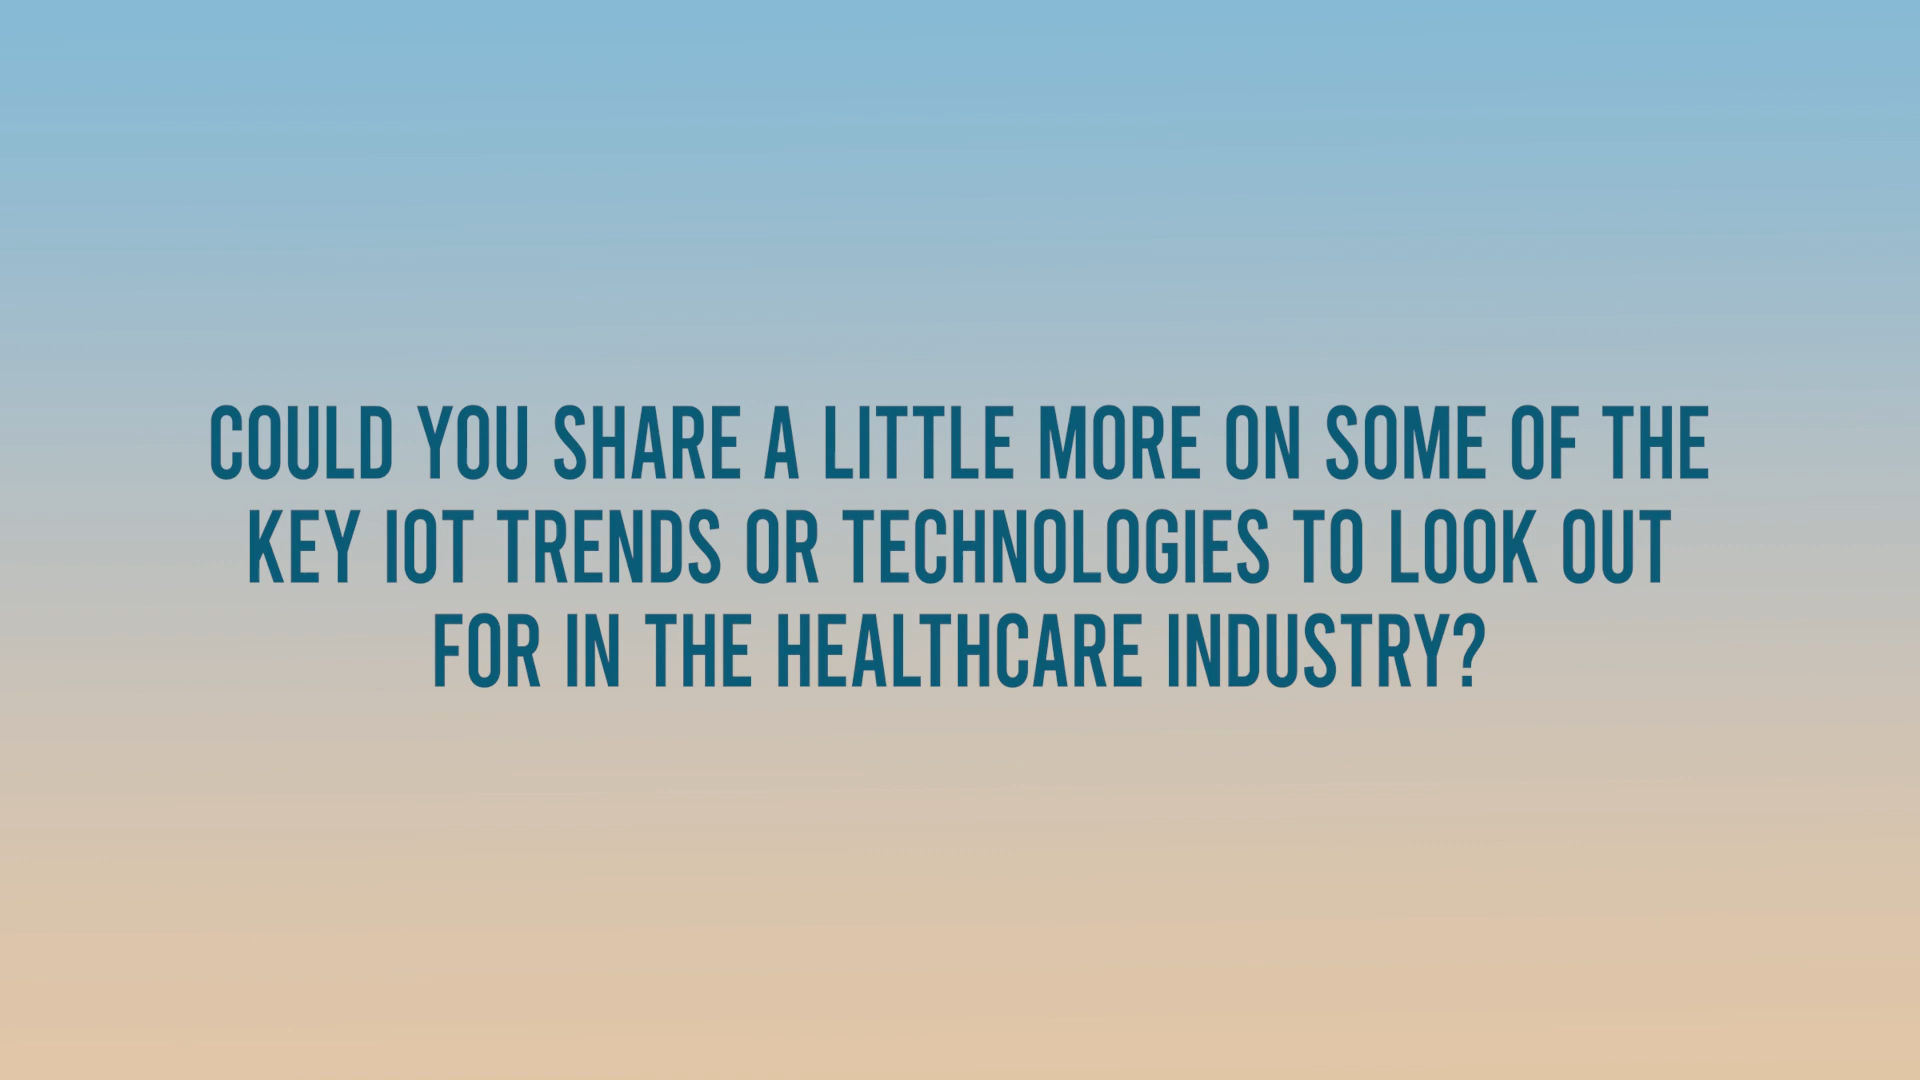 COULD YOU SHARE A LITTLE MORE ON SOME OF THE
KEY IOT TRENDS OR TECHNOLOGIES TO LOOK OUT
FOR IN THE HEALTHCARE INDUSTRY?